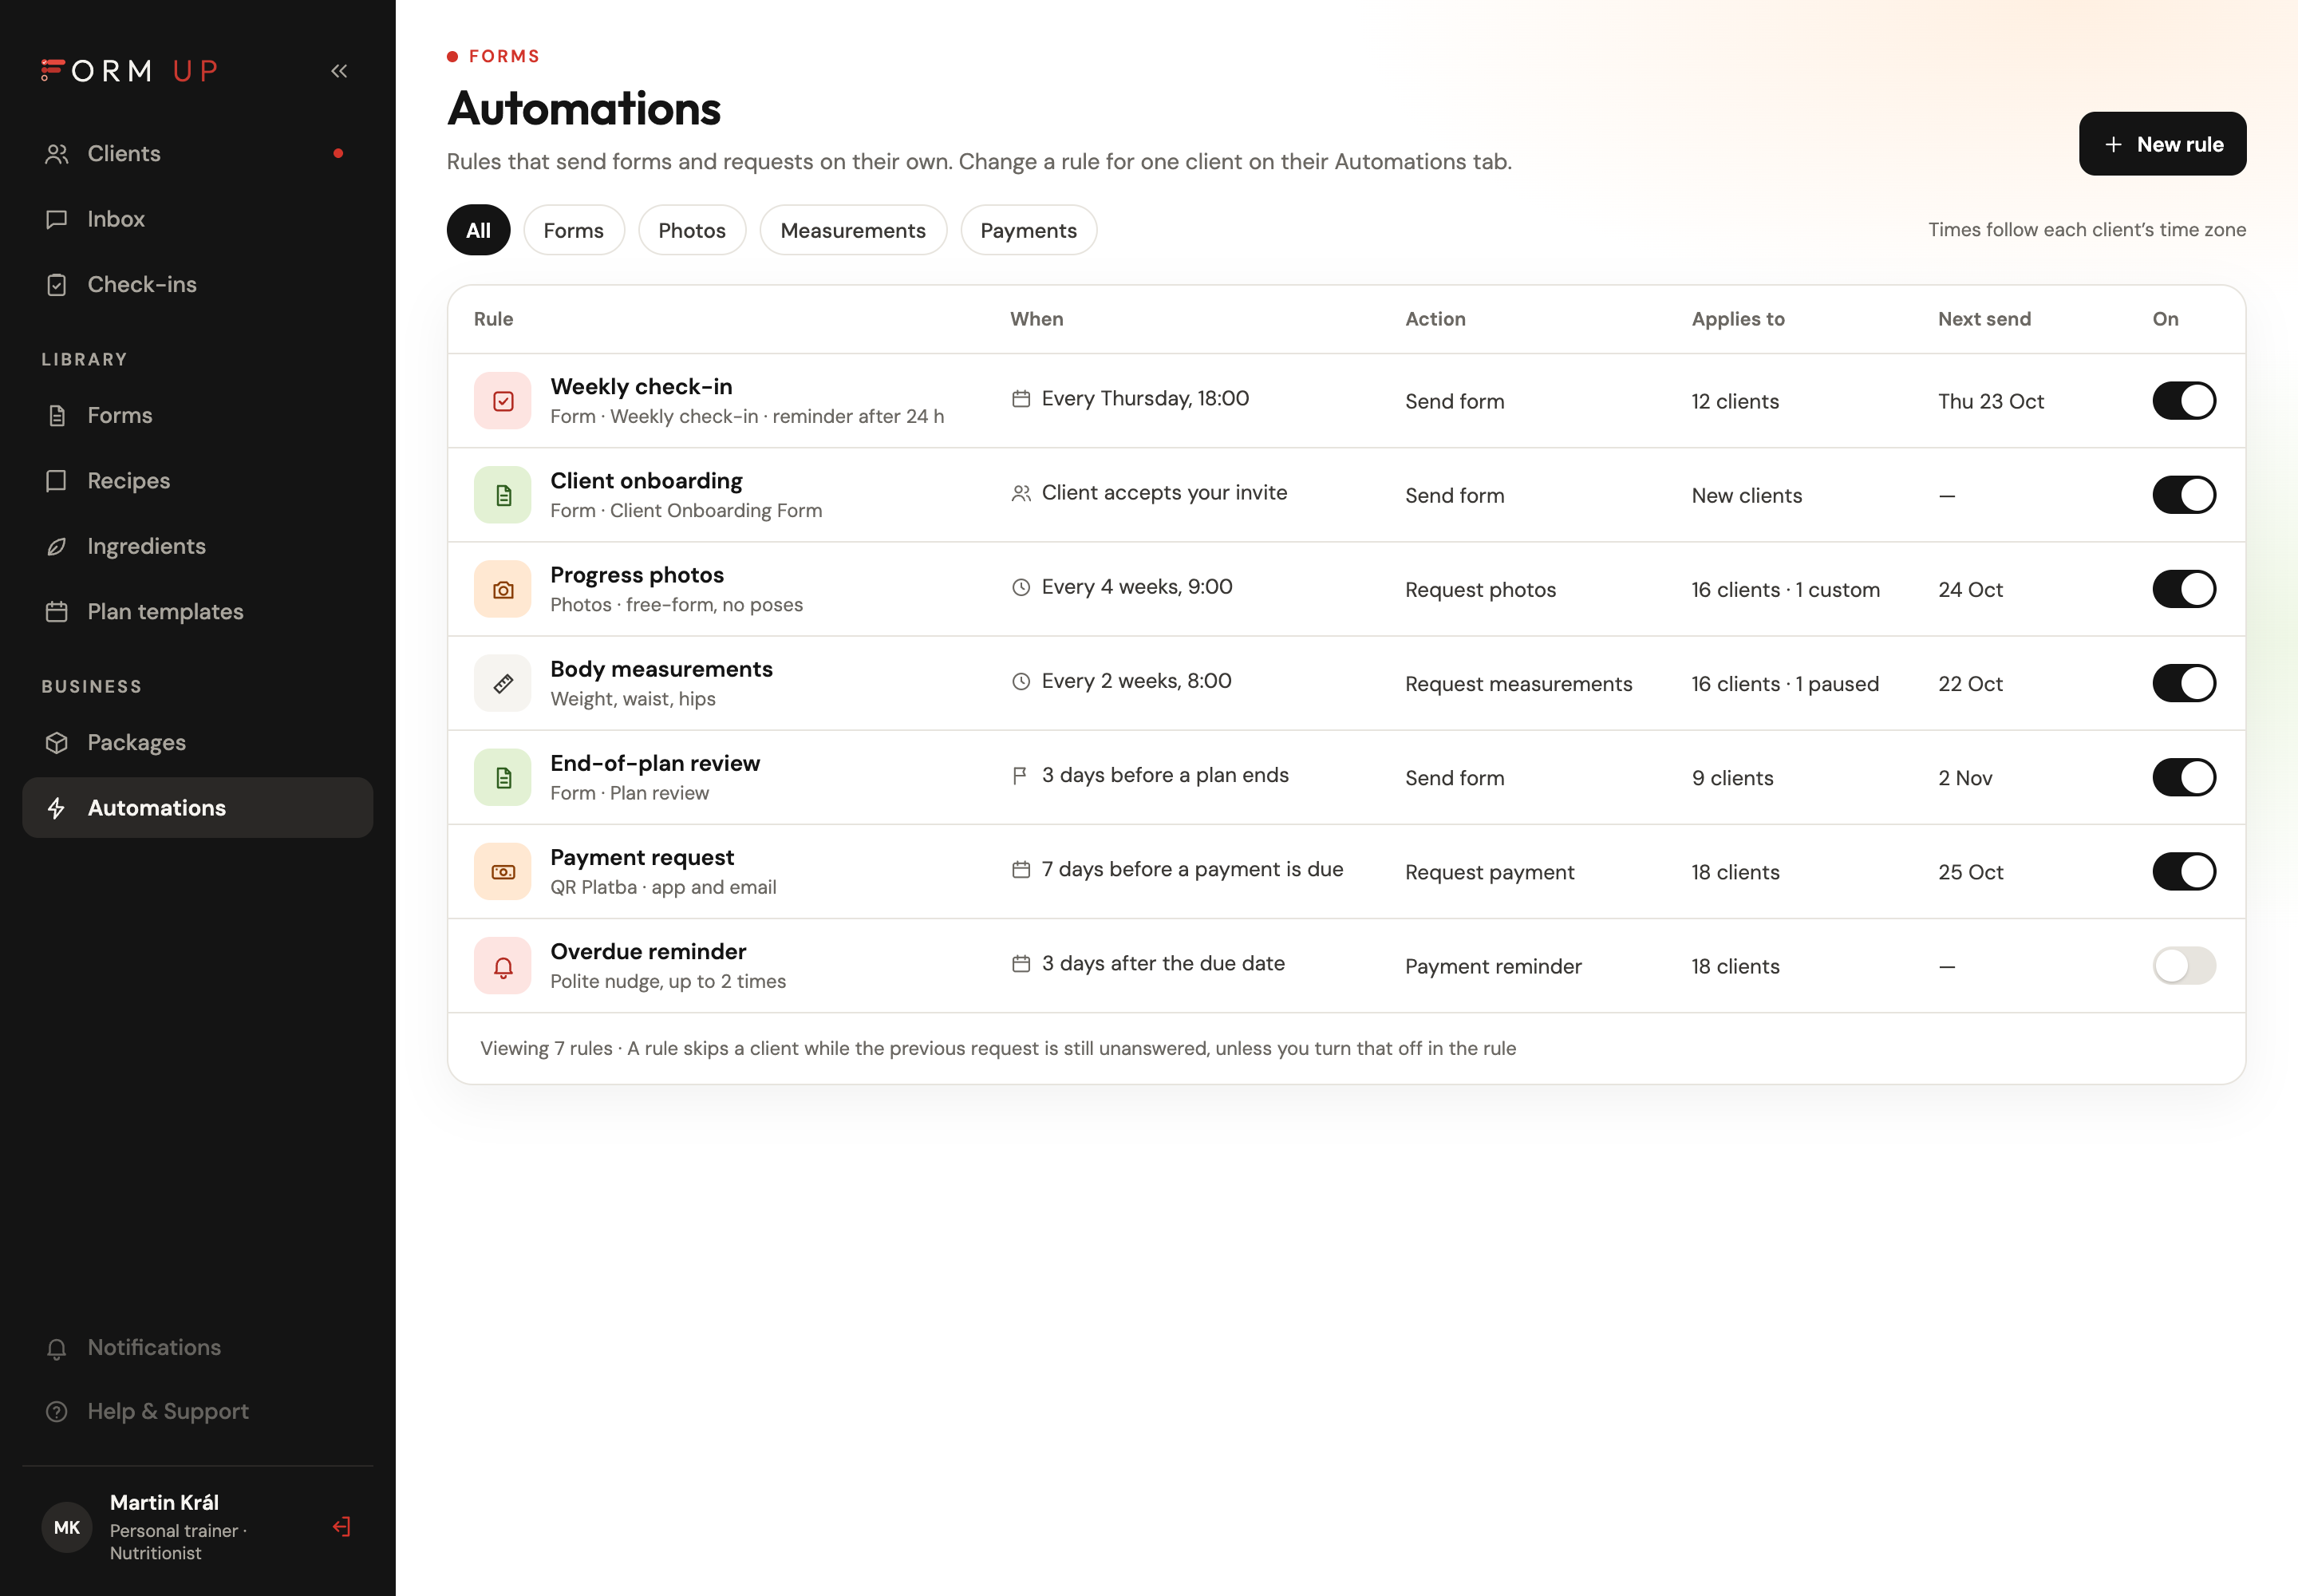 FORM UP
Clients
Inbox
Check-ins
LIBRARY
Forms
Recipes
Ingredients
Plan templates
BUSINESS
Packages
Automations
Notifications
Help & Support
MK
Martin Král
Personal trainer ·
Nutritionist
FORMS
Automations
Rules that send forms and requests on their own. Change a rule for one client on their Automations tab.
+ New rule
All Forms Photos Measurements Payments
Times follow each client’s time zone
Rule When Action Applies to Next send On
Weekly check-in
Form · Weekly check-in · reminder after 24 h
Every Thursday, 18:00
Send form
12 clients
Thu 23 Oct
Client onboarding
Form · Client Onboarding Form
Client accepts your invite
Send form
New clients
—
Progress photos
Photos · free-form, no poses
Every 4 weeks, 9:00
Request photos
16 clients · 1 custom
24 Oct
Body measurements
Weight, waist, hips
Every 2 weeks, 8:00
Request measurements
16 clients · 1 paused
22 Oct
End-of-plan review
Form · Plan review
3 days before a plan ends
Send form
9 clients
2 Nov
Payment request
QR Platba · app and email
7 days before a payment is due
Request payment
18 clients
25 Oct
Overdue reminder
Polite nudge, up to 2 times
3 days after the due date
Payment reminder
18 clients
—
Viewing 7 rules · A rule skips a client while the previous request is still unanswered, unless you turn that off in the rule